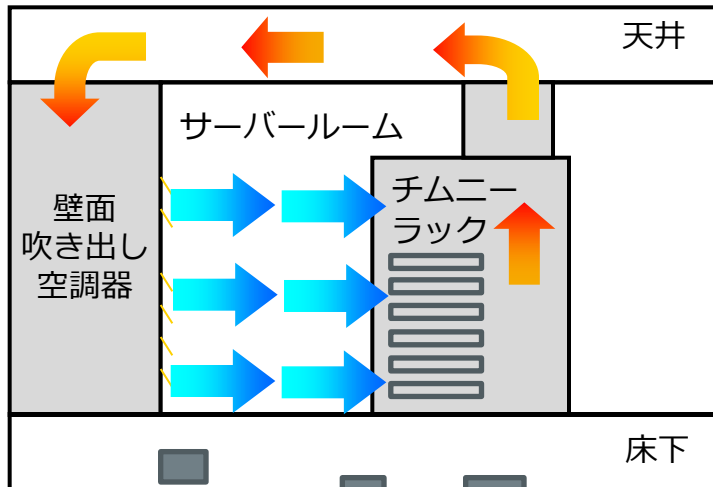 天井
サーバールーム
チムニー
ラック
壁面
吹き出し
空調器
床下